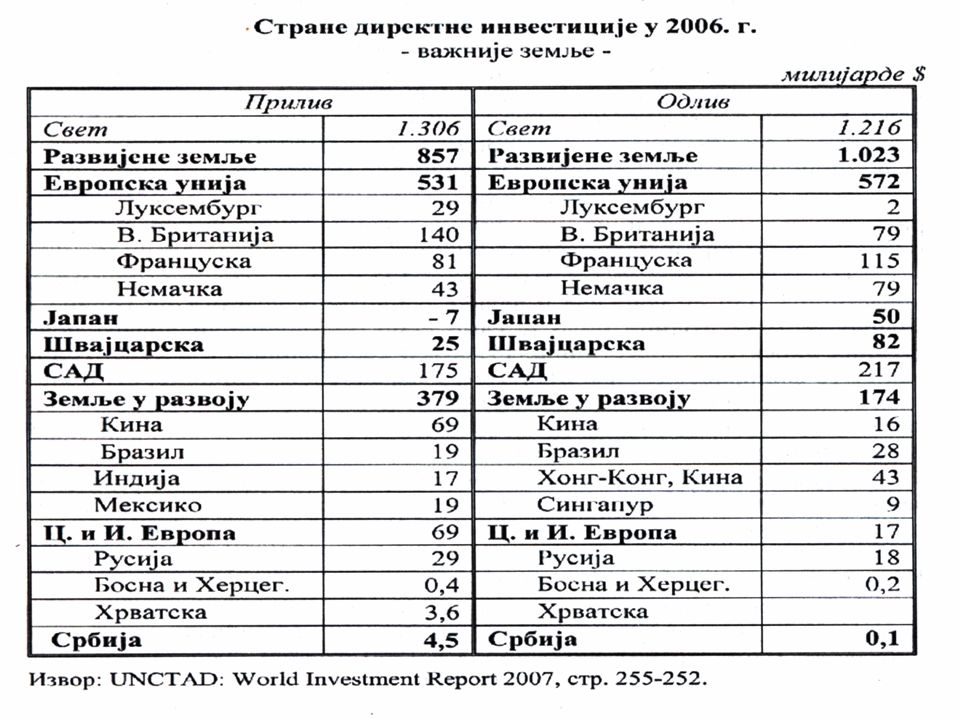 Стране директне инвестиције у 2006. г.
- важније земље -
милијарде $
Прилив Одлив
Свет 1.306 Свет 1.216
Развијене земље 857 Развијене земље 1.023
Европска унија 531 Европска унија 572
Луксембург 29 Луксембург 2
В. Британија 140 В. Британија 79
Француска 81 Француска 115
Немачка 43 Немачка 79
Јапан - 7 Јапан 50
Швајцарска 25 Швајцарска 82
САД 175 САД 217
Земље у развоју 379 Земље у развоју 174
Кина 69 Кина 16
Бразил 19 Бразил 28
Индија 17 Хонг-Конг, Кина 43
Мексико 19 Сингапур 9
Ц. и И. Европа 69 Ц. и И. Европа 17
Русија 29 Русија 18
Босна и Херцег. 0,4 Босна и Херцег. 0,2
Хрватска 3,6 Хрватска
Србија 4,5 Србија 0,1
Извор: UNCTAD: World Investment Report 2007, стр. 255-252.